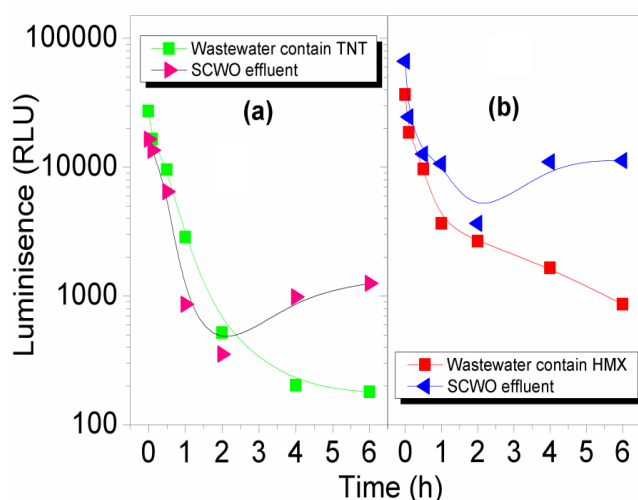 100000
10000
1000
100
Luminisence (RLU)
Wastewater contain TNT
SCWO effluent
(a)
(b)
Wastewater contain HMX
SCWO effluent
0 1 2 3 4 5 6 0 1 2 3 4 5 6
Time (h)